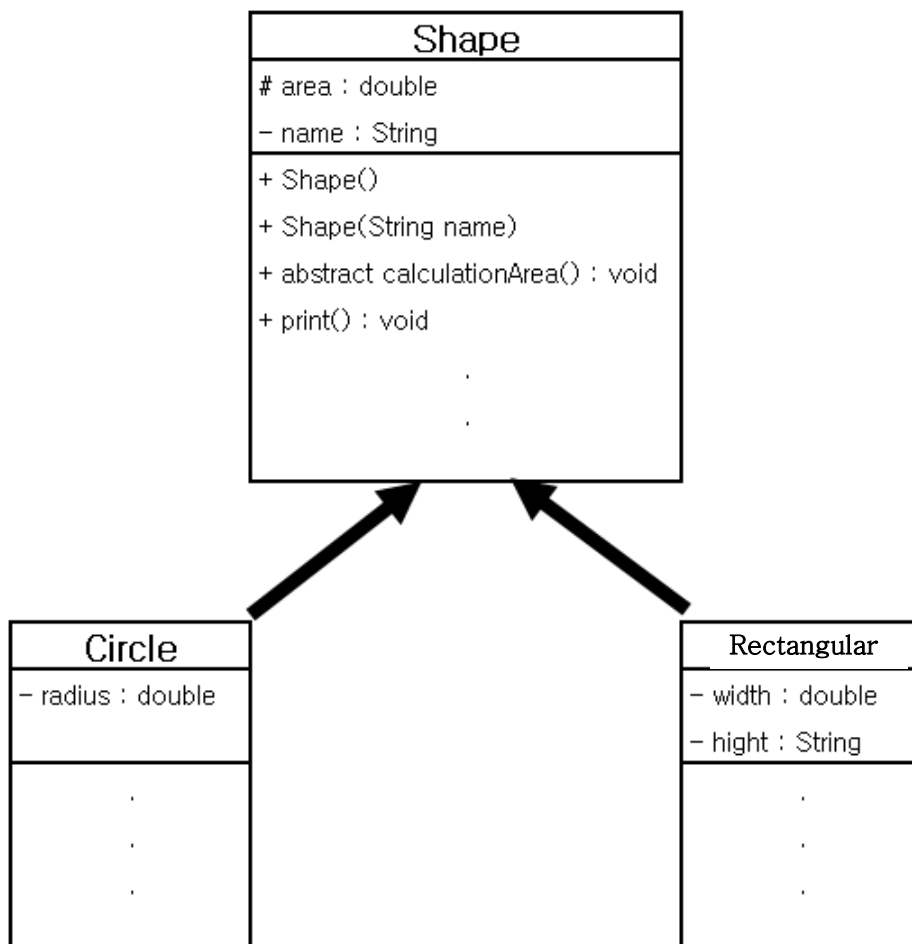 Shape
# area : double
- name : String
+ Shape()
+ Shape(String name)
+ abstract calculationArea() : void
+ print() : void
.
.
Circle
- radius : double
.
.
.
Rectangular
- width : double
- hight : String
.
.
.